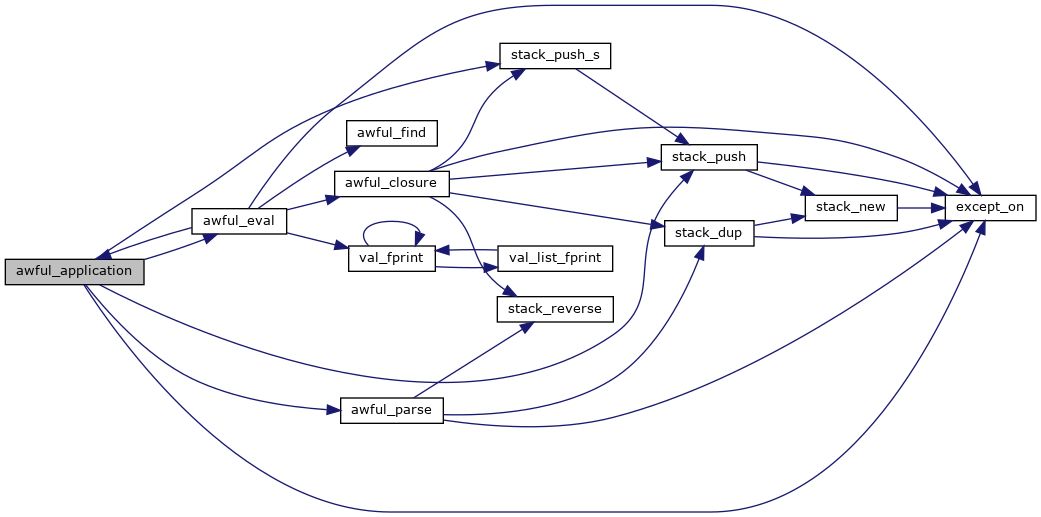 stack_push_s
awful_find
stack_push
awful_closure
stack_new
except_on
awful_eval
stack_dup
val_fprint
val_list_fprint
awful_application
stack_reverse
awful_parse